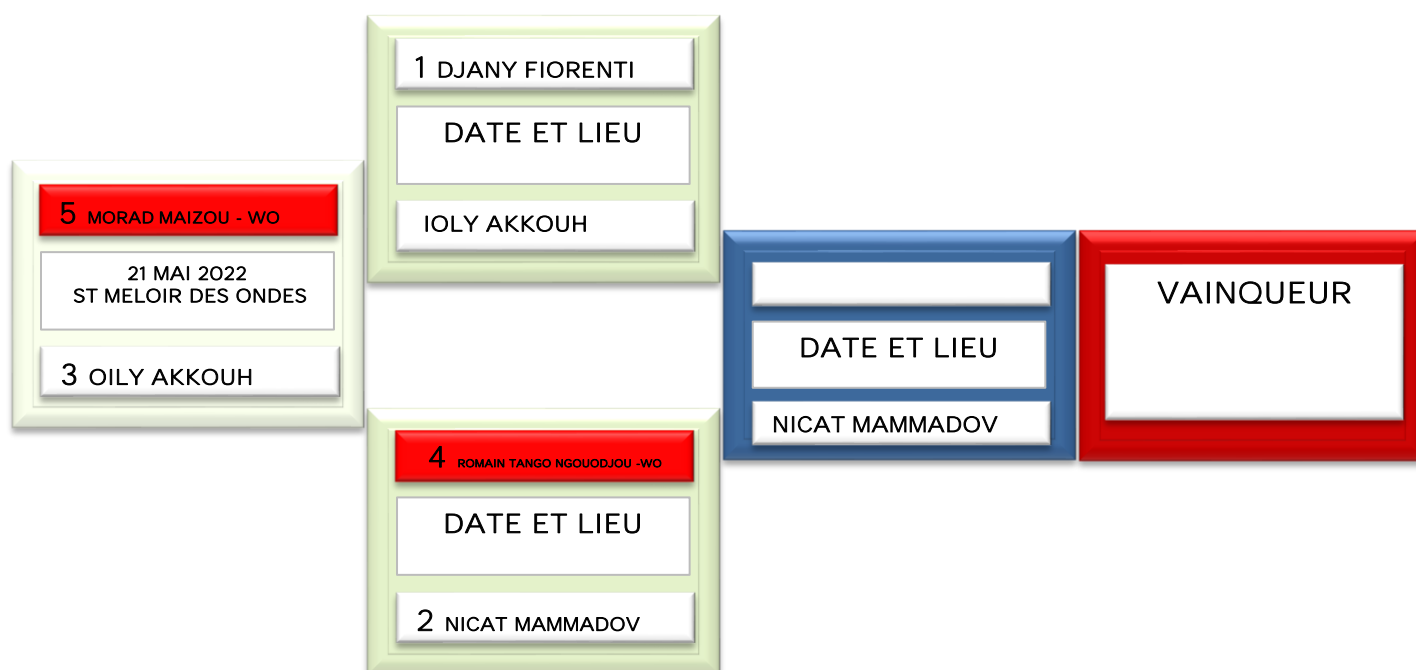 1 DJANY FIORENTI
DATE ET LIEU
IOLY AKKOUH
5 MORAD MAIZOU - WO
21 MAI 2022
ST MELOIR DES ONDES
3 OILY AKKOUH
4 ROMAIN TANGO NGOUODJOU -WO
DATE ET LIEU
2 NICAT MAMMADOV
DATE ET LIEU
NICAT MAMMADOV
VAINQUEUR